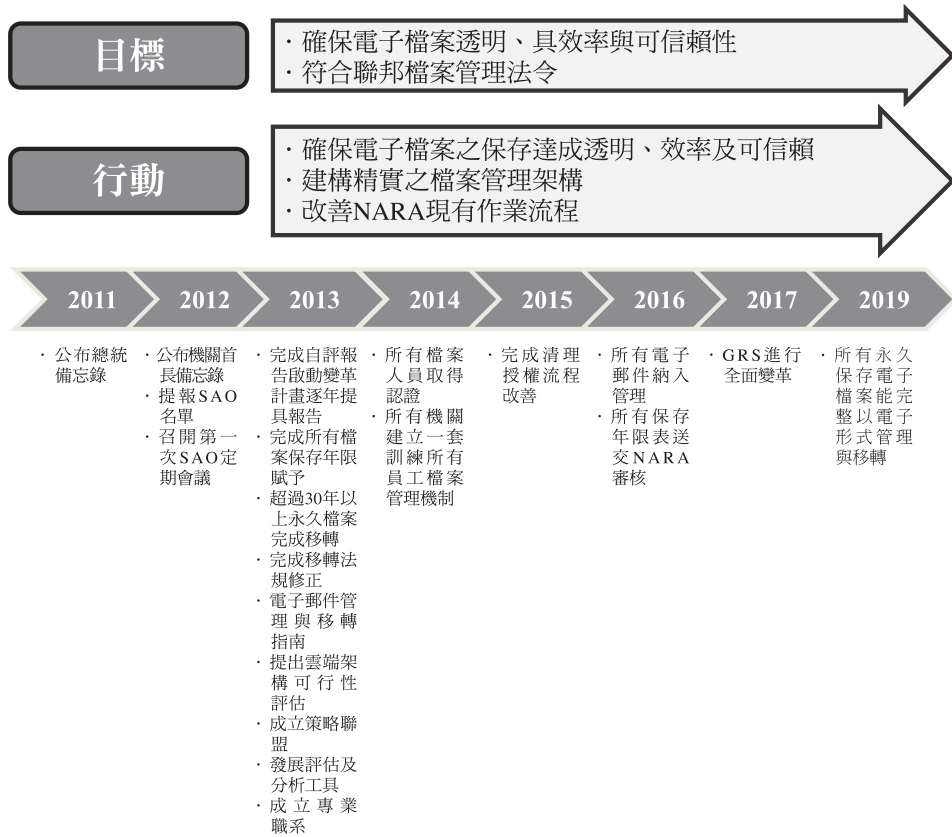 目標
· 確保電子檔案透明、具效率與可信賴性
· 符合聯邦檔案管理法令
行動
· 確保電子檔案之保存達成透明、效率及可信賴
· 建構精實之檔案管理架構
· 改善NARA現有作業流程
2011
· 公布總統
備忘錄
2012
· 公布機關首
長備忘錄
· 提報SAO
名單
· 召開第一
次SAO定
期會議
2013
· 完成自評報
告啟動變革
計畫逐年提
具報告
· 完成所有檔
案保存年限
賦予
· 超過30年以
上永久檔案
完成移轉
· 完成移轉法
規修正
· 電子郵件管
理與移轉
指南
· 提出雲端架
構可行性
評估
· 成立策略聯
盟
· 發展評估及
分析工具
· 成立專業
職系
2014
· 所有檔案
人員取得
認證
· 所有機關
建立一套
訓練所有
員工檔案
管理機制
2015
· 完成清理
授權流程
改善
2016
· 所有電子
郵件納入
管理
· 所有保存
年限表送
交NARA
審核
2017
· GRS進行
全面變革
2019
· 所有永久
保存電子
檔案能完
整以電子
形式管理
與移轉